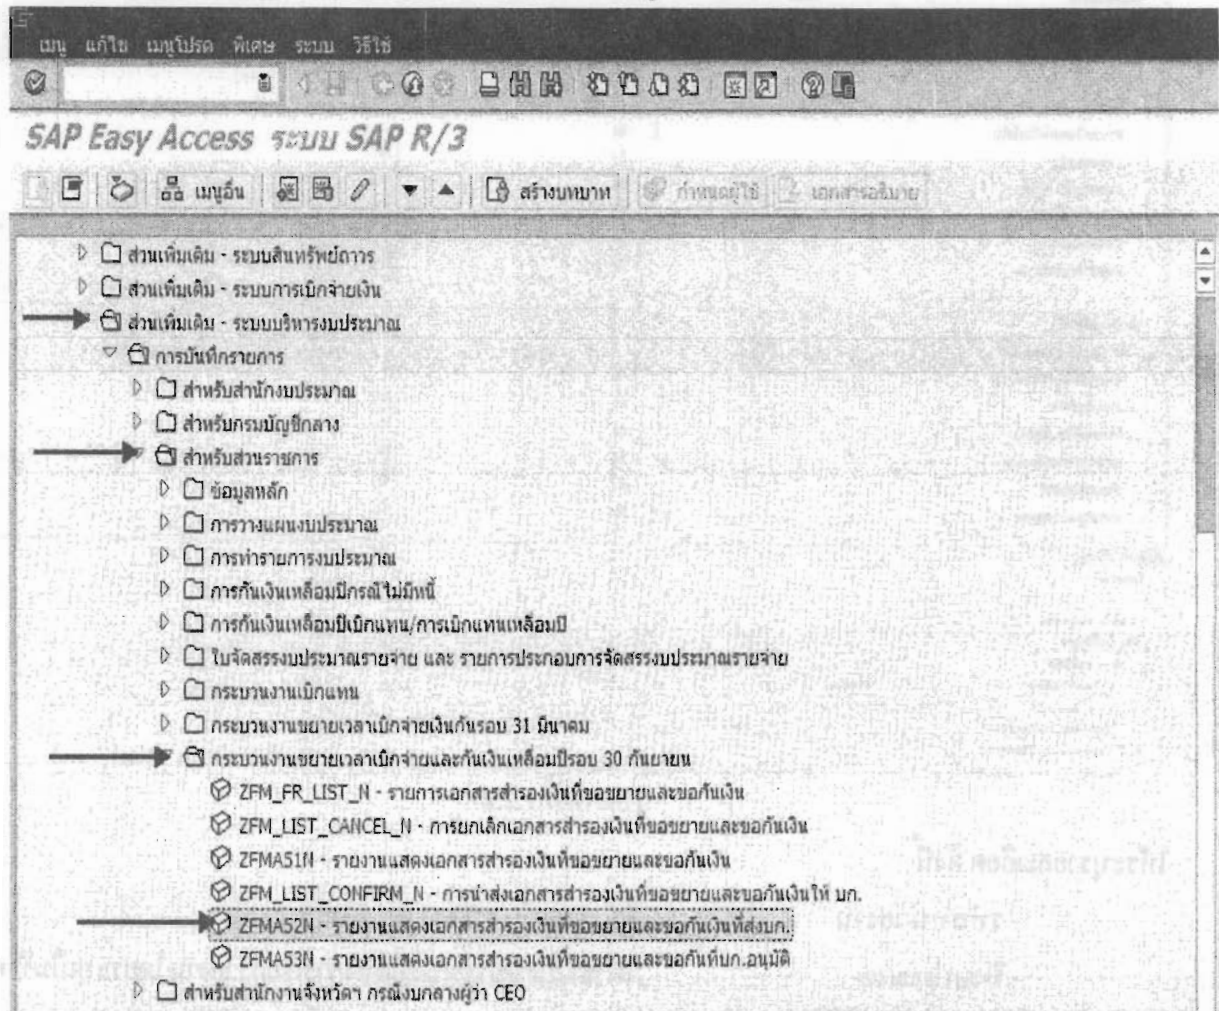 เมนู แก้ไข เมนูโปรด พิเศษ ระบบ วิธีใช้
SAP Easy Access ระบบ SAP R/3
เมนูอื่น สร้างบทบาท กำหนดผู้ใช้ เอกสารอธิบาย
ส่วนเพิ่มเติม - ระบบสินทรัพย์ถาวร
ส่วนเพิ่มเติม - ระบบการเบิกจ่ายเงิน
ส่วนเพิ่มเติม - ระบบบริหารงบประมาณ
การบันทึกรายการ
สำหรับสำนักงบประมาณ
สำหรับกรมบัญชีกลาง
สำหรับส่วนราชการ
ข้อมูลหลัก
การวางแผนงบประมาณ
การทำรายการงบประมาณ
การกันเงินเหลื่อมปีกรณีไม่มีหนี้
การกันเงินเหลื่อมปีเบิกแทน/การเบิกแทนเหลื่อมปี
ใบจัดสรรงบประมาณรายจ่าย และ รายการประกอบการจัดสรรงบประมาณรายจ่าย
กระบวนงานเบิกแทน
กระบวนงานขยายเวลาเบิกจ่ายเงินกันรอบ 31 มีนาคม
กระบวนงานขยายเวลาเบิกจ่ายและกันเงินเหลื่อมปีรอบ 30 กันยายน
ZFM_FR_LIST_N - รายการเอกสารสำรองเงินที่ขอขยายและขอกันเงิน
ZFM_LIST_CANCEL_N - การยกเลิกเอกสารสำรองเงินที่ขอขยายและขอกันเงิน
ZFMA51N - รายงานแสดงเอกสารสำรองเงินที่ขอขยายและขอกันเงิน
ZFM_LIST_CONFIRM_N - การนำส่งเอกสารสำรองเงินที่ขอขยายและขอกันเงินให้ บก.
ZFMA52N - รายงานแสดงเอกสารสำรองเงินที่ขอขยายและขอกันเงินที่ส่งบก.
ZFMA53N - รายงานแสดงเอกสารสำรองเงินที่ขอขยายและขอกันที่บก.อนุมัติ
สำหรับสำนักงานจังหวัดฯ กรณีงบกลางผู้ว่า CEO